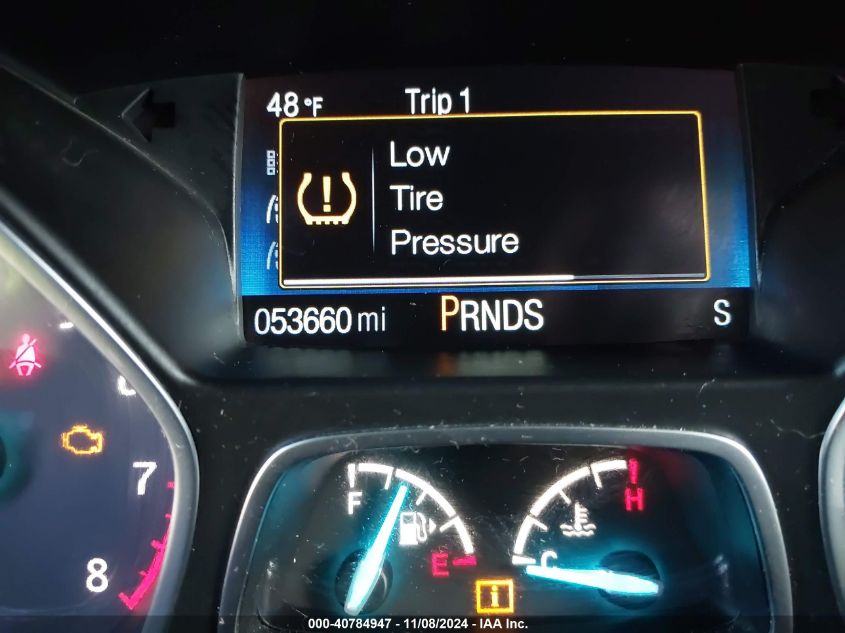 48°F Trip 1
Low
Tire
Pressure
053660 mi PRNDS S
7
8
F
E
C
H
i
000-40784947 - 11/08/2024 - IAA Inc.